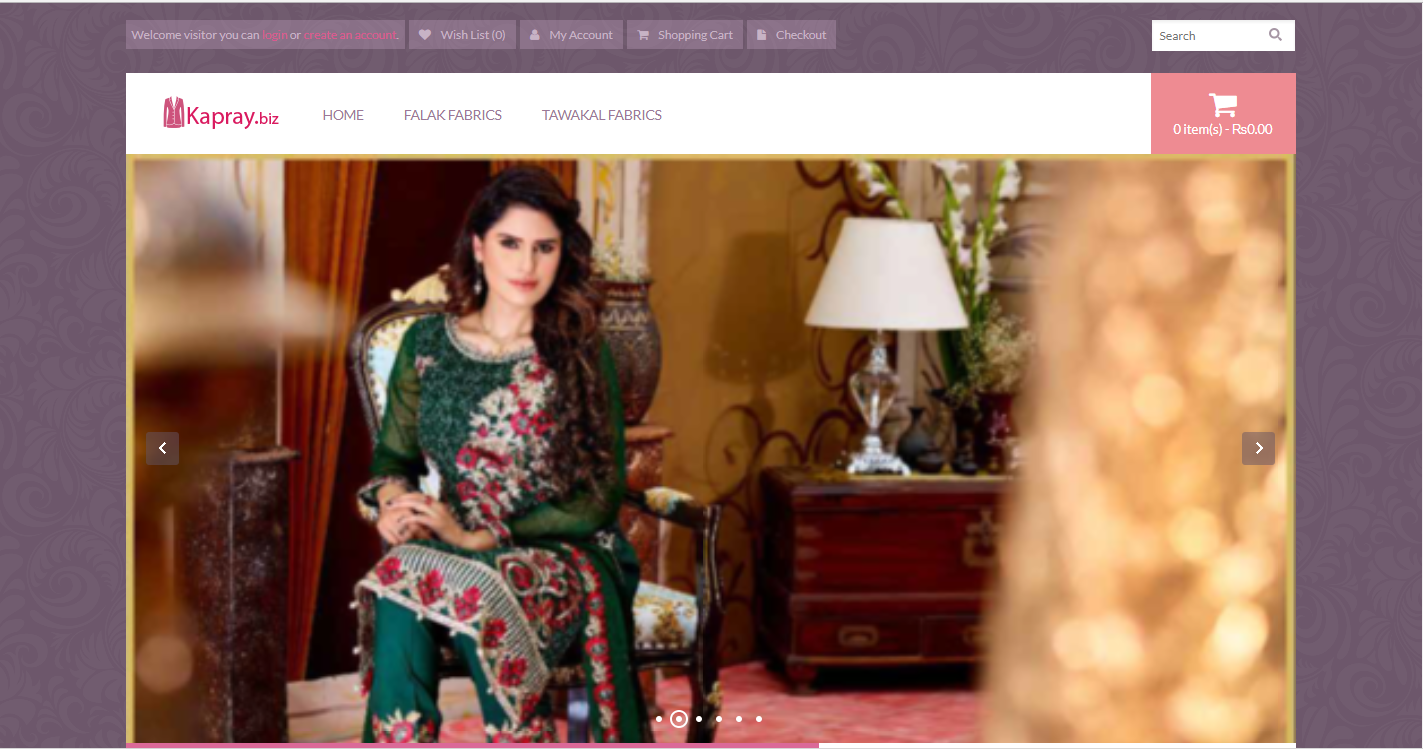 Welcome visitor you can login or create an account.
Wish List (0)
My Account
Shopping Cart
Checkout
Search
Kapray.biz
HOME
FALAK FABRICS
TAWAKAL FABRICS
0 item(s) - Rs0.00